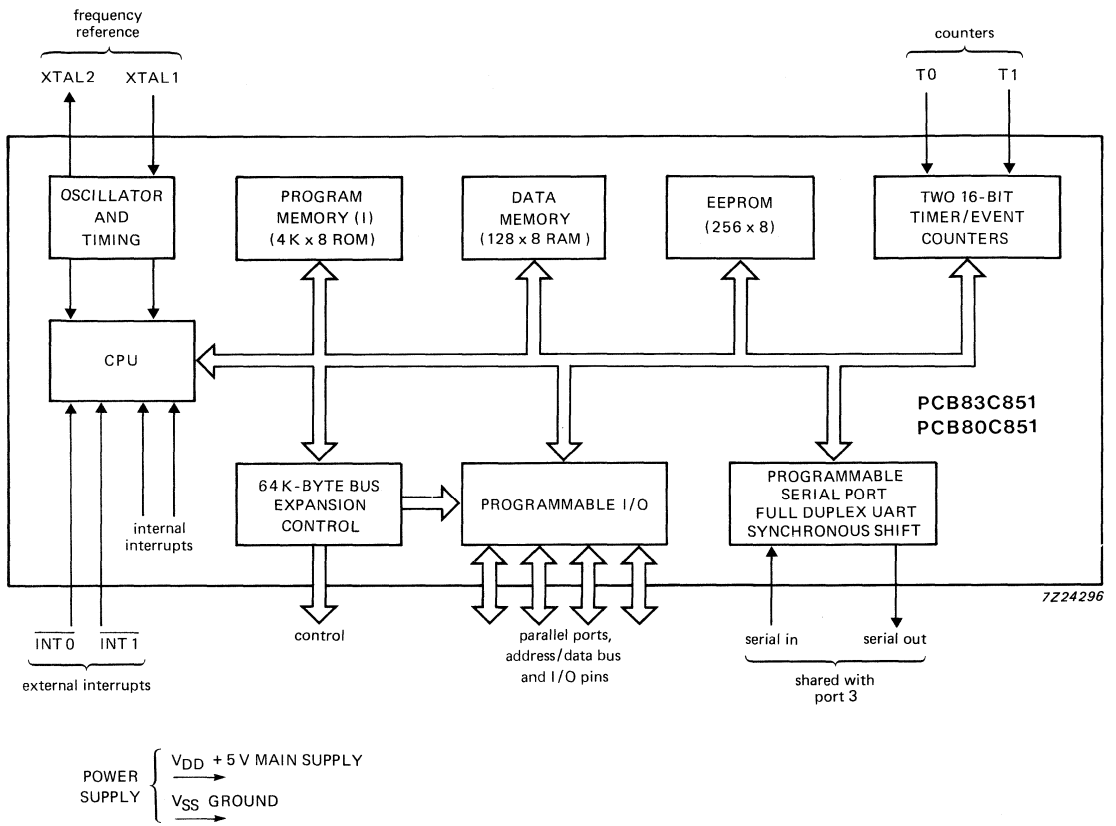 frequency
reference
XTAL2 XTAL1
counters
T0 T1
OSCILLATOR
AND
TIMING
PROGRAM
MEMORY (I)
(4K x 8 ROM)
DATA
MEMORY
(128 x 8 RAM)
EEPROM
(256 x 8)
TWO 16-BIT
TIMER/EVENT
COUNTERS
CPU
PCB83C851
PCB80C851
internal
interrupts
64K-BYTE BUS
EXPANSION
CONTROL
PROGRAMMABLE I/O
PROGRAMMABLE
SERIAL PORT
FULL DUPLEX UART
SYNCHRONOUS SHIFT
7Z24296
INT0 INT1
external interrupts
control
parallel ports,
address/data bus
and I/O pins
serial in serial out
shared with
port 3
POWER
SUPPLY
VDD +5 V MAIN SUPPLY
VSS GROUND